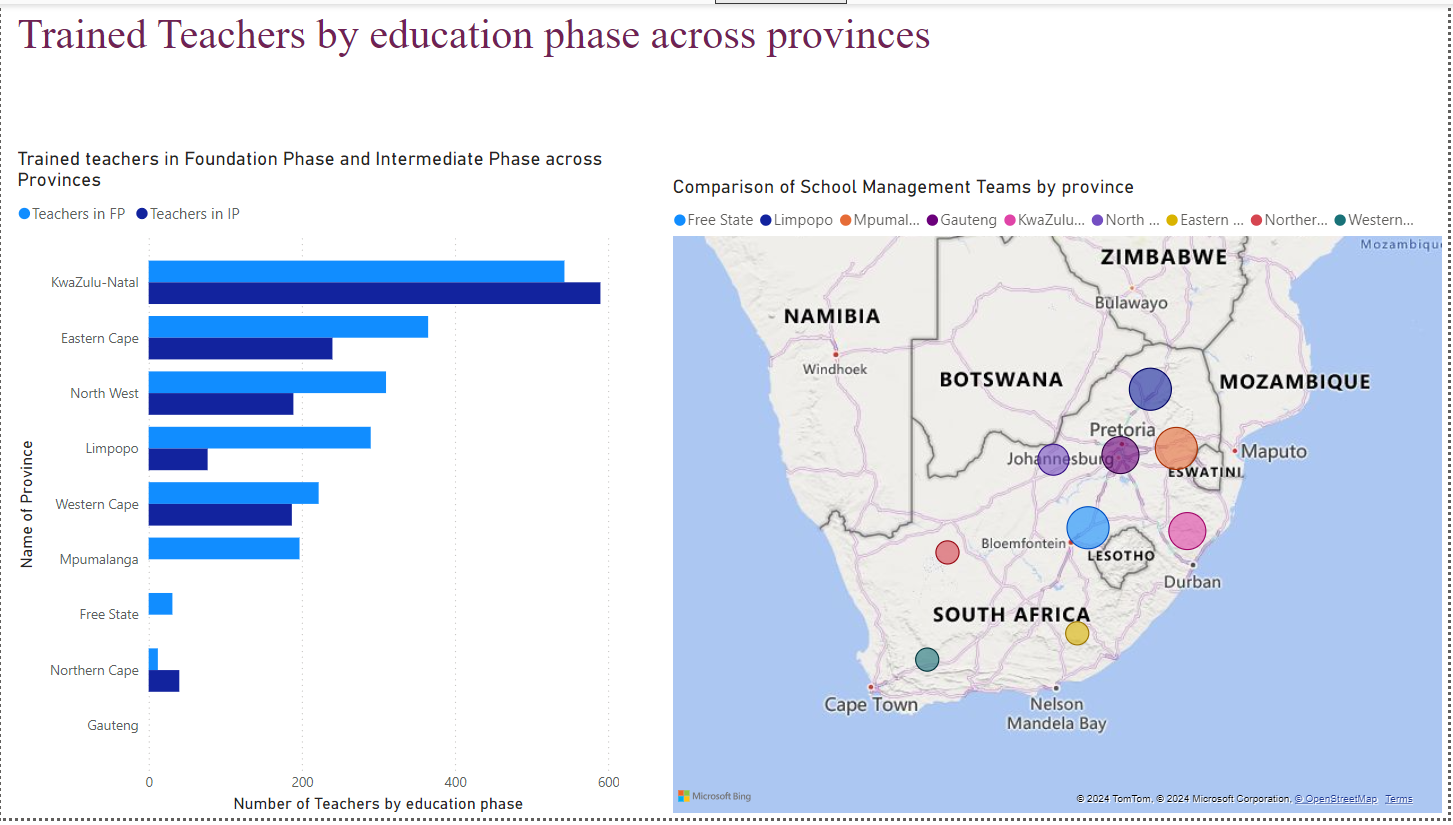 Trained Teachers by education phase across provinces
Trained teachers in Foundation Phase and Intermediate Phase across
Provinces
Teachers in FP Teachers in IP
Name of Province
KwaZulu-Natal
Eastern Cape
North West
Limpopo
Western Cape
Mpumalanga
Free State
Northern Cape
Gauteng
0 200 400 600
Number of Teachers by education phase
Comparison of School Management Teams by province
Free State Limpopo Mpumal... Gauteng KwaZulu... North ... Eastern ... Norther... Western...
Mozambiqu
ZIMBABWE
Bulawayo
NAMIBIA
Windhoek
BOTSWANA
MOZAMBIQUE
Pretoria
Johannesburg
Maputo
ESWATINI
Bloemfontein
LESOTHO
Durban
SOUTH AFRICA
Cape Town
Nelson
Mandela Bay
Microsoft Bing
© 2024 TomTom, © 2024 Microsoft Corporation, © OpenStreetMap Terms